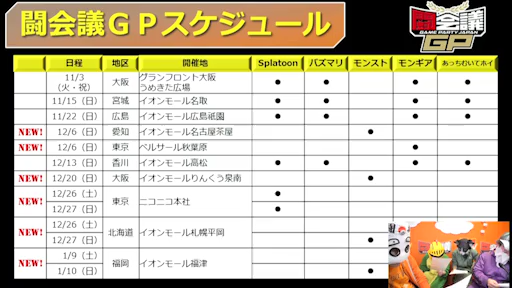 闘会議ＧＰスケジュール
闘会議
GAME PARTY JAPAN
GP
日程 地区 開催地 Splatoon パズマリ モンスト モンギア あっちむいてホイ
11/3（火・祝） 大阪 グランフロント大阪 うめきた広場 ● ● ● ●
11/15（日） 宮城 イオンモール名取 ● ● ● ●
11/22（日） 広島 イオンモール広島祇園 ● ● ● ●
NEW! 12/6（日） 愛知 イオンモール名古屋茶屋 ●
NEW! 12/6（日） 東京 ベルサール秋葉原 ●
12/13（日） 香川 イオンモール高松 ● ● ● ●
NEW! 12/20（日） 大阪 イオンモールりんくう泉南 ●
NEW! 12/26（土） 東京 ニコニコ本社 ●
12/27（日） ●
NEW! 12/26（土） 北海道 イオンモール札幌平岡
12/27（日） ●
NEW! 1/9（土） 福岡 イオンモール福津
1/10（日） ●